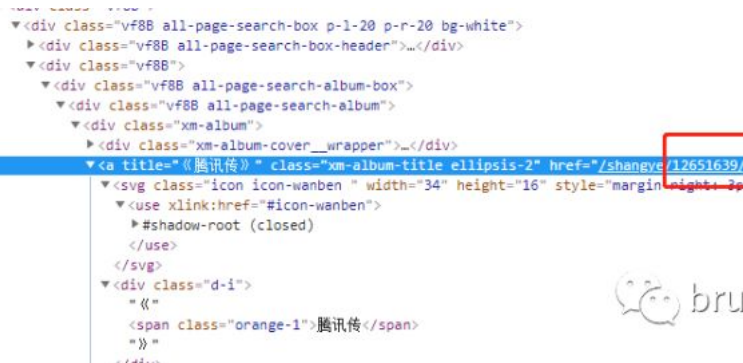 ▼<div class="vf8B all-page-search-box p-l-20 p-r-20 bg-white">
▶<div class="vf8B all-page-search-box-header">…</div>
▼<div class="vf8B">
▼<div class="vf8B all-page-search-album-box">
▼<div class="vf8B all-page-search-album">
▼<div class="xm-album">
▶<div class="xm-album-cover__wrapper">…</div>
▼<a title="《腾讯传》" class="xm-album-title ellipsis-2" href="/shangye/12651639/
▼<svg class="icon icon-wanben " width="34" height="16" style="margin-right: 3p
▼<use xlink:href="#icon-wanben">
▶#shadow-root (closed)
</use>
</svg>
▼<div class="d-i">
"《"
<span class="orange-1">腾讯传</span>
"》"
</div>
bru